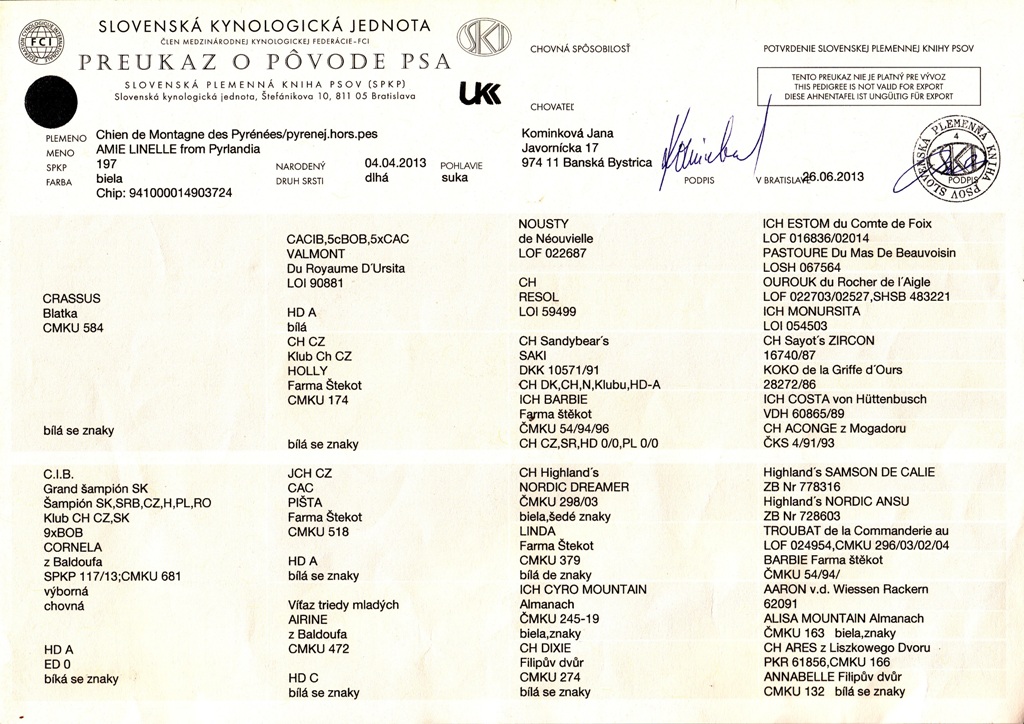 SLOVENSKÁ KYNOLOGICKÁ JEDNOTA
ČLEN MEDZINÁRODNEJ KYNOLOGICKEJ FEDERÁCIE-FCI
PREUKAZ O PÔVODE PSA
SLOVENSKÁ PLEMENNÁ KNIHA PSOV (SPKP)
Slovenská kynologická jednota, Štefánikova 10, 811 05 Bratislava
FCI
SKJ
UKK
CHOVNÁ SPÔSOBILOSŤ
POTVRDENIE SLOVENSKEJ PLEMENNEJ KNIHY PSOV
TENTO PREUKAZ NIE JE PLATNÝ PRE VÝVOZ
THIS PEDIGREE IS NOT VALID FOR EXPORT
DIESE AHNENTAFEL IST UNGÜLTIG FÜR EXPORT
CHOVATEĽ
PLEMENO Chien de Montagne des Pyrénées/pyrenej.hors.pes
MENO AMIE LINELLE from Pyrlandia
SPKP 197 NARODENÝ 04.04.2013 POHLAVIE
FARBA biela DRUH SRSTI dlhá suka
Chip: 941000014903724
Kominková Jana
Javornícka 17
974 11 Banská Bystrica
PODPIS
V BRATISLAVE 26.06.2013
SLOVENSKÁ PLEMENNÁ KNIHA PSOV
4
SKJ
PODPIS
CRASSUS
Blatka
CMKU 584
bílá se znaky
CACIB,5cBOB,5xCAC
VALMONT
Du Royaume D´Ursita
LOI 90881
HD A
bílá
CH CZ
Klub Ch CZ
HOLLY
Farma Štekot
CMKU 174
bílá se znaky
NOUSTY
de Néouvielle
LOF 022687
CH
RESOL
LOI 59499
CH Sandybear´s
SAKI
DKK 10571/91
CH DK,CH,N,Klubu,HD-A
ICH BARBIE
Farma štěkot
ČMKU 54/94/96
CH CZ,SR,HD 0/0,PL 0/0
ICH ESTOM du Comte de Foix
LOF 016836/02014
PASTOURE Du Mas De Beauvoisin
LOSH 067564
OUROUK du Rocher de l´Aigle
LOF 022703/02527,SHSB 483221
ICH MONURSITA
LOI 054503
CH Sayot´s ZIRCON
16740/87
KOKO de la Griffe d´Ours
28272/86
ICH COSTA von Hüttenbusch
VDH 60865/89
CH ACONGE z Mogadoru
ČKS 4/91/93
C.I.B.
Grand šampión SK
Šampión SK,SRB,CZ,H,PL,RO
Klub CH CZ,SK
9xBOB
CORNELA
z Baldoufa
SPKP 117/13;CMKU 681
výborná
chovná
HD A
ED 0
bíká se znaky
JCH CZ
CAC
PIŠTA
Farma Štekot
CMKU 518
HD A
bílá se znaky
Víťaz triedy mladých
AIRINE
z Baldoufa
CMKU 472
HD C
bílá se znaky
CH Highland´s
NORDIC DREAMER
ČMKU 298/03
biela,šedé znaky
LINDA
Farma Štekot
CMKU 379
bílá de znaky
ICH CYRO MOUNTAIN
Almanach
ČMKU 245-19
biela,znaky
CH DIXIE
Filipův dvůr
CMKU 274
bílá se znaky
Highland´s SAMSON DE CALIE
ZB Nr 778316
Highland´s NORDIC ANSU
ZB Nr 728603
TROUBAT de la Commanderie au
LOF 024954,CMKU 296/03/02/04
BARBIE Farma štěkot
ČMKU 54/94/
AARON v.d. Wiessen Rackern
62091
ALISA MOUNTAIN Almanach
ČMKU 163 biela,znaky
CH ARES z Liszkowego Dvoru
PKR 61856,CMKU 166
ANNABELLE Filipův dvůr
CMKU 132 bílá se znaky